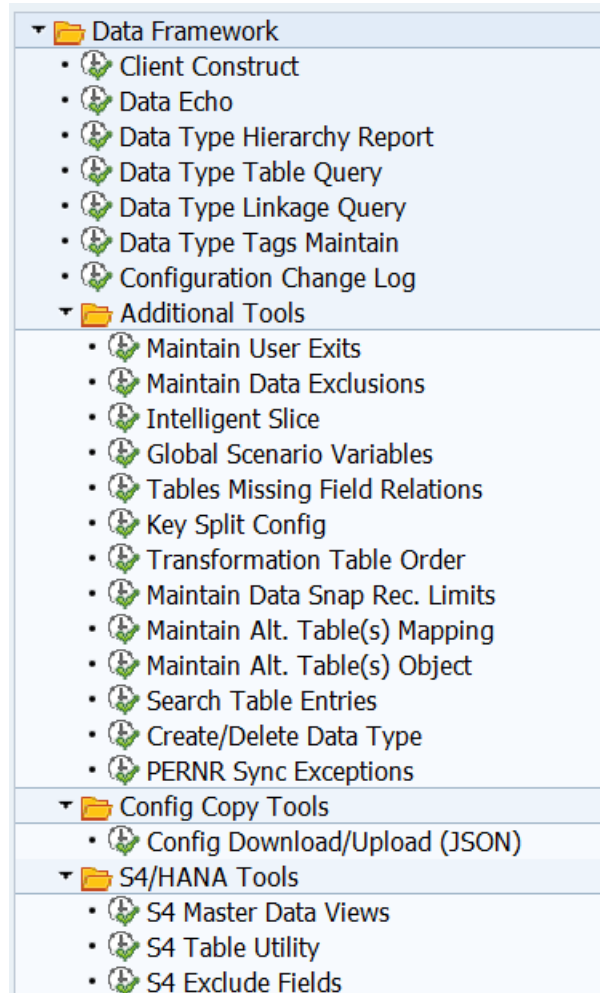 Data Framework
Client Construct
Data Echo
Data Type Hierarchy Report
Data Type Table Query
Data Type Linkage Query
Data Type Tags Maintain
Configuration Change Log
Additional Tools
Maintain User Exits
Maintain Data Exclusions
Intelligent Slice
Global Scenario Variables
Tables Missing Field Relations
Key Split Config
Transformation Table Order
Maintain Data Snap Rec. Limits
Maintain Alt. Table(s) Mapping
Maintain Alt. Table(s) Object
Search Table Entries
Create/Delete Data Type
PERNR Sync Exceptions
Config Copy Tools
Config Download/Upload (JSON)
S4/HANA Tools
S4 Master Data Views
S4 Table Utility
S4 Exclude Fields